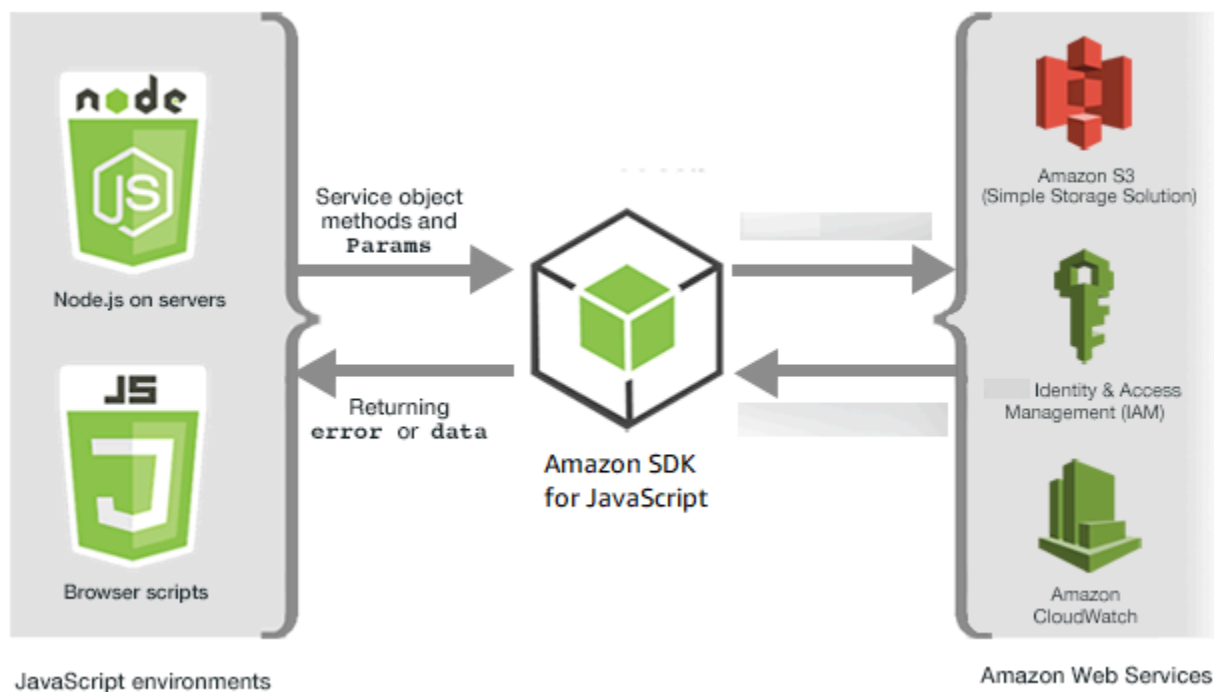 node
JS
Node.js on servers
JS
Browser scripts
JavaScript environments
Service object
methods and
Params
Returning
error or data
Amazon SDK
for JavaScript
Amazon S3
(Simple Storage Solution)
Identity & Access
Management (IAM)
Amazon
CloudWatch
Amazon Web Services